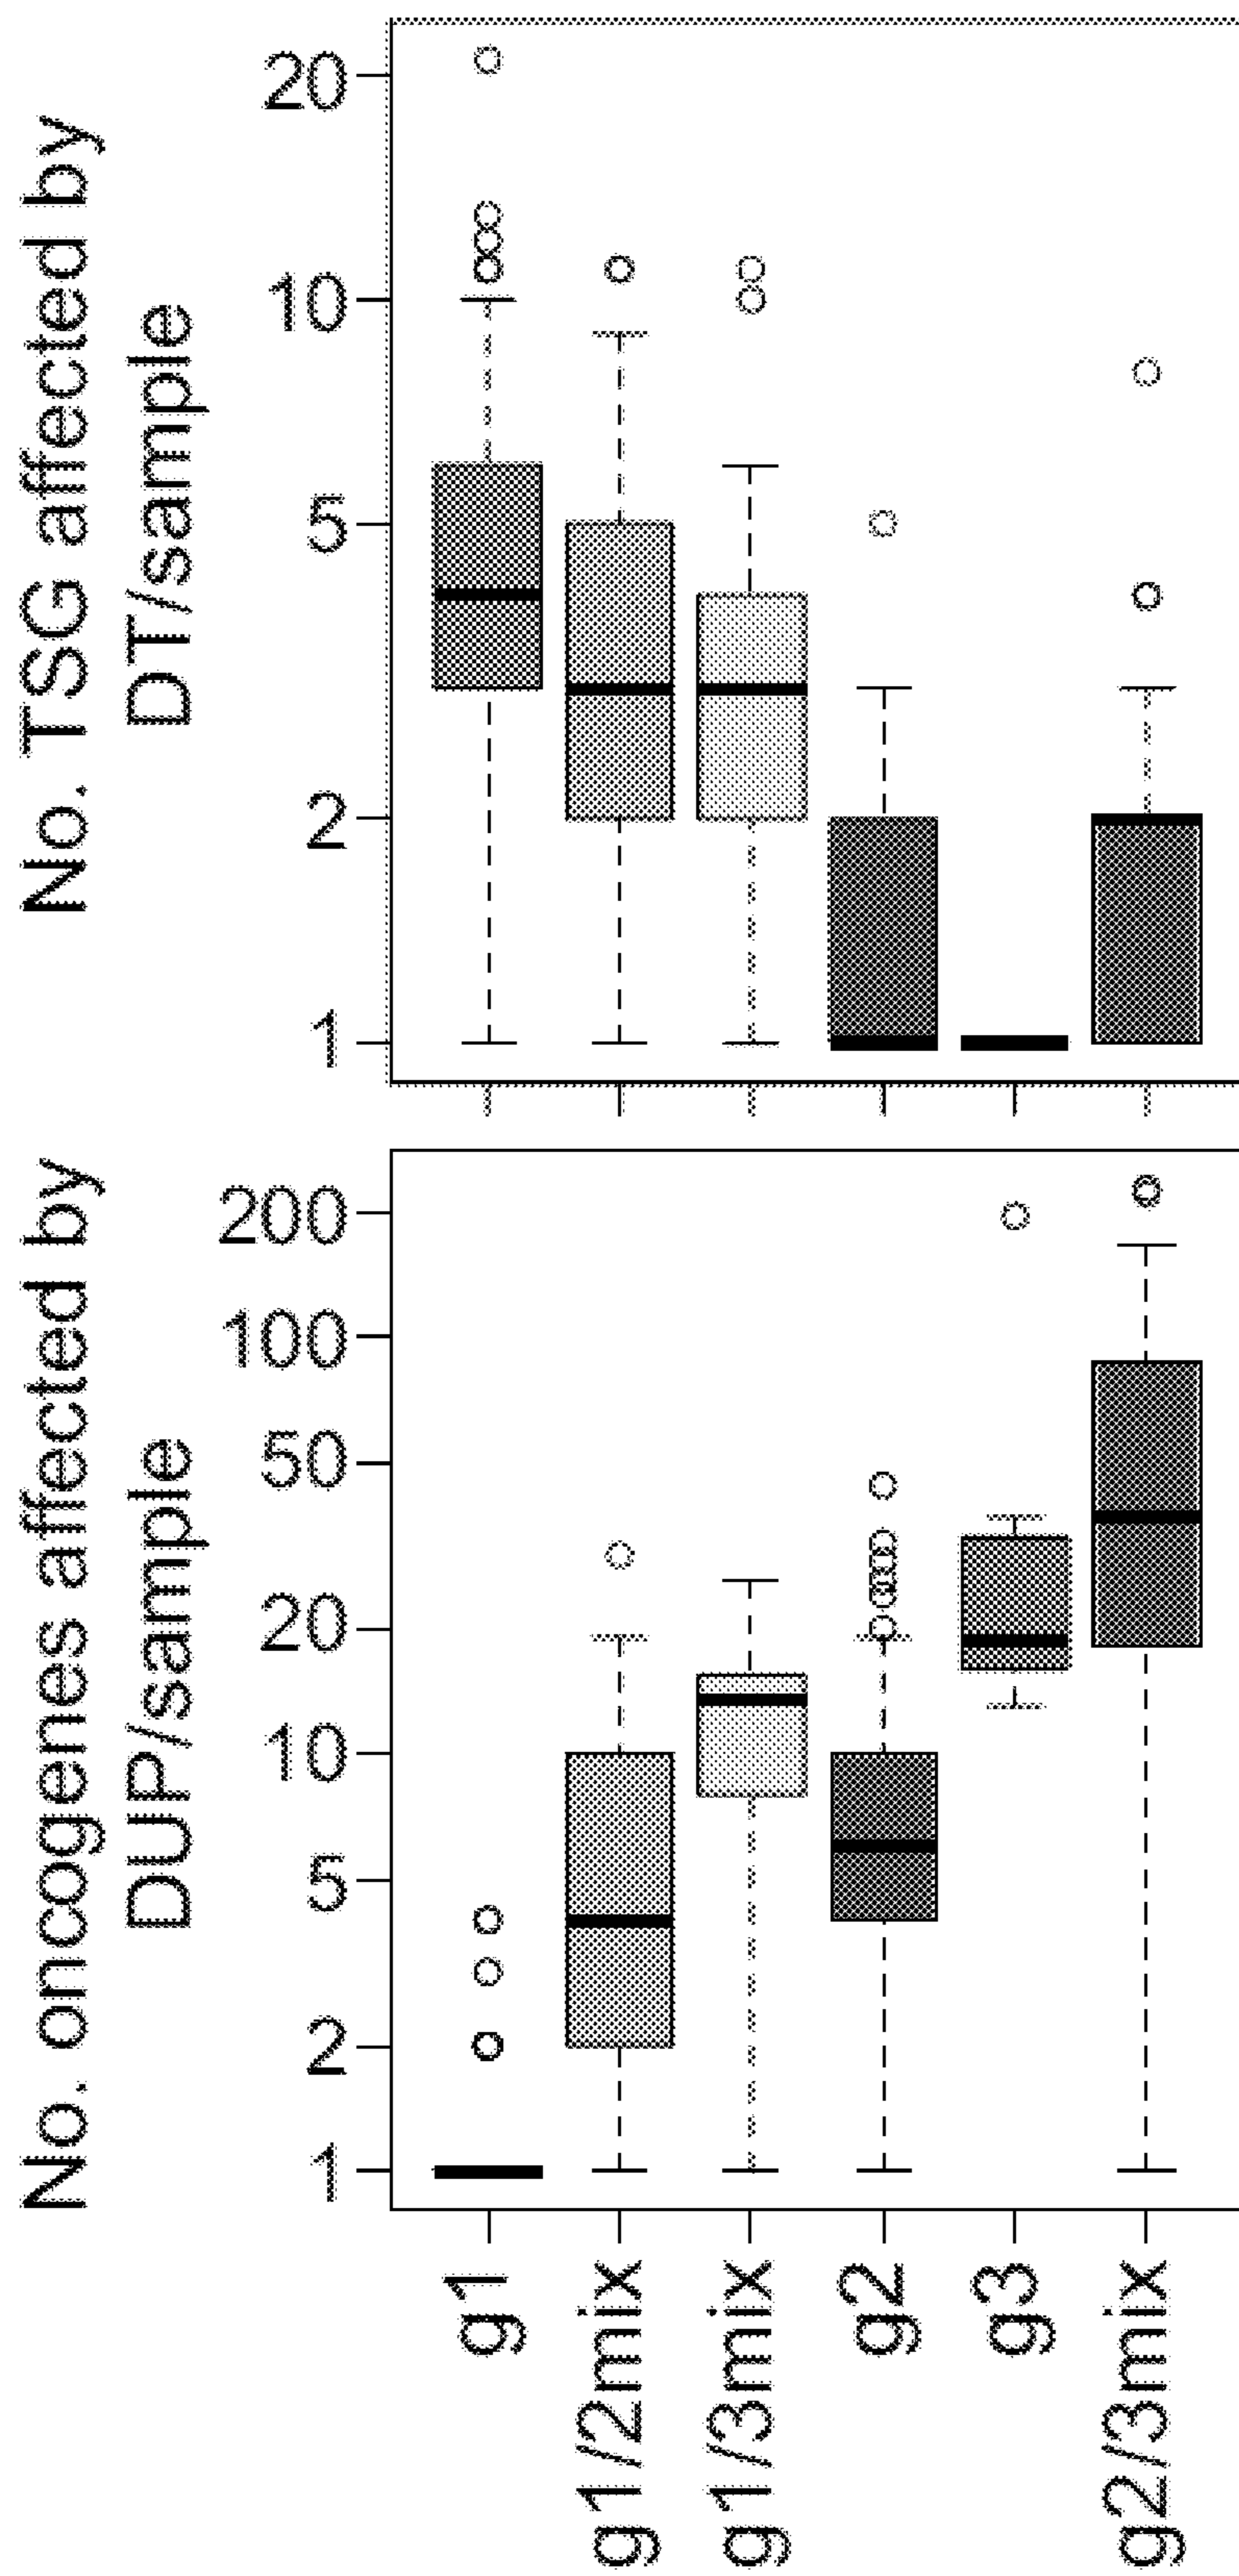 No. TSG affected by
DT/sample
20
10
5
2
1
No. oncogenes affected by
DUP/sample
200
100
50
20
10
5
2
1
g1
g1/2mix
g1/3mix
g2
g3
g2/3mix